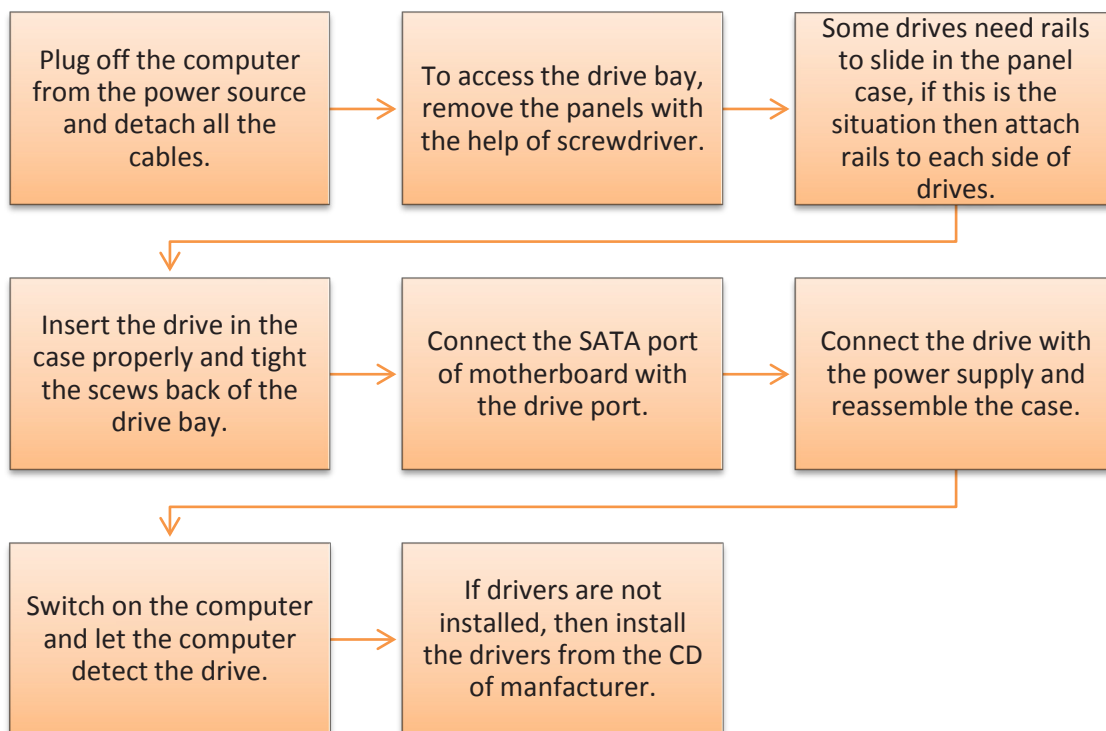 Plug off the computer
from the power source
and detach all the
cables.
To access the drive bay,
remove the panels with
the help of screwdriver.
Some drives need rails
to slide in the panel
case, if this is the
situation then attach
rails to each side of
drives.
Insert the drive in the
case properly and tight
the scews back of the
drive bay.
Connect the SATA port
of motherboard with
the drive port.
Connect the drive with
the power supply and
reassemble the case.
Switch on the computer
and let the computer
detect the drive.
If drivers are not
installed, then install
the drivers from the CD
of manfacturer.